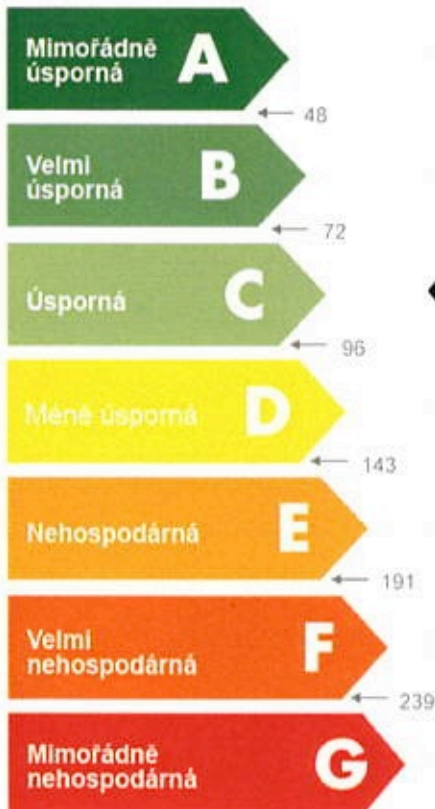 Mimořádně
úsporná A
48
Velmi
úsporná B
72
Úsporná C
96
Méně úsporná D
143
Nehospodárná E
191
Velmi
nehospodárná F
239
Mimořádně
nehospodárná G